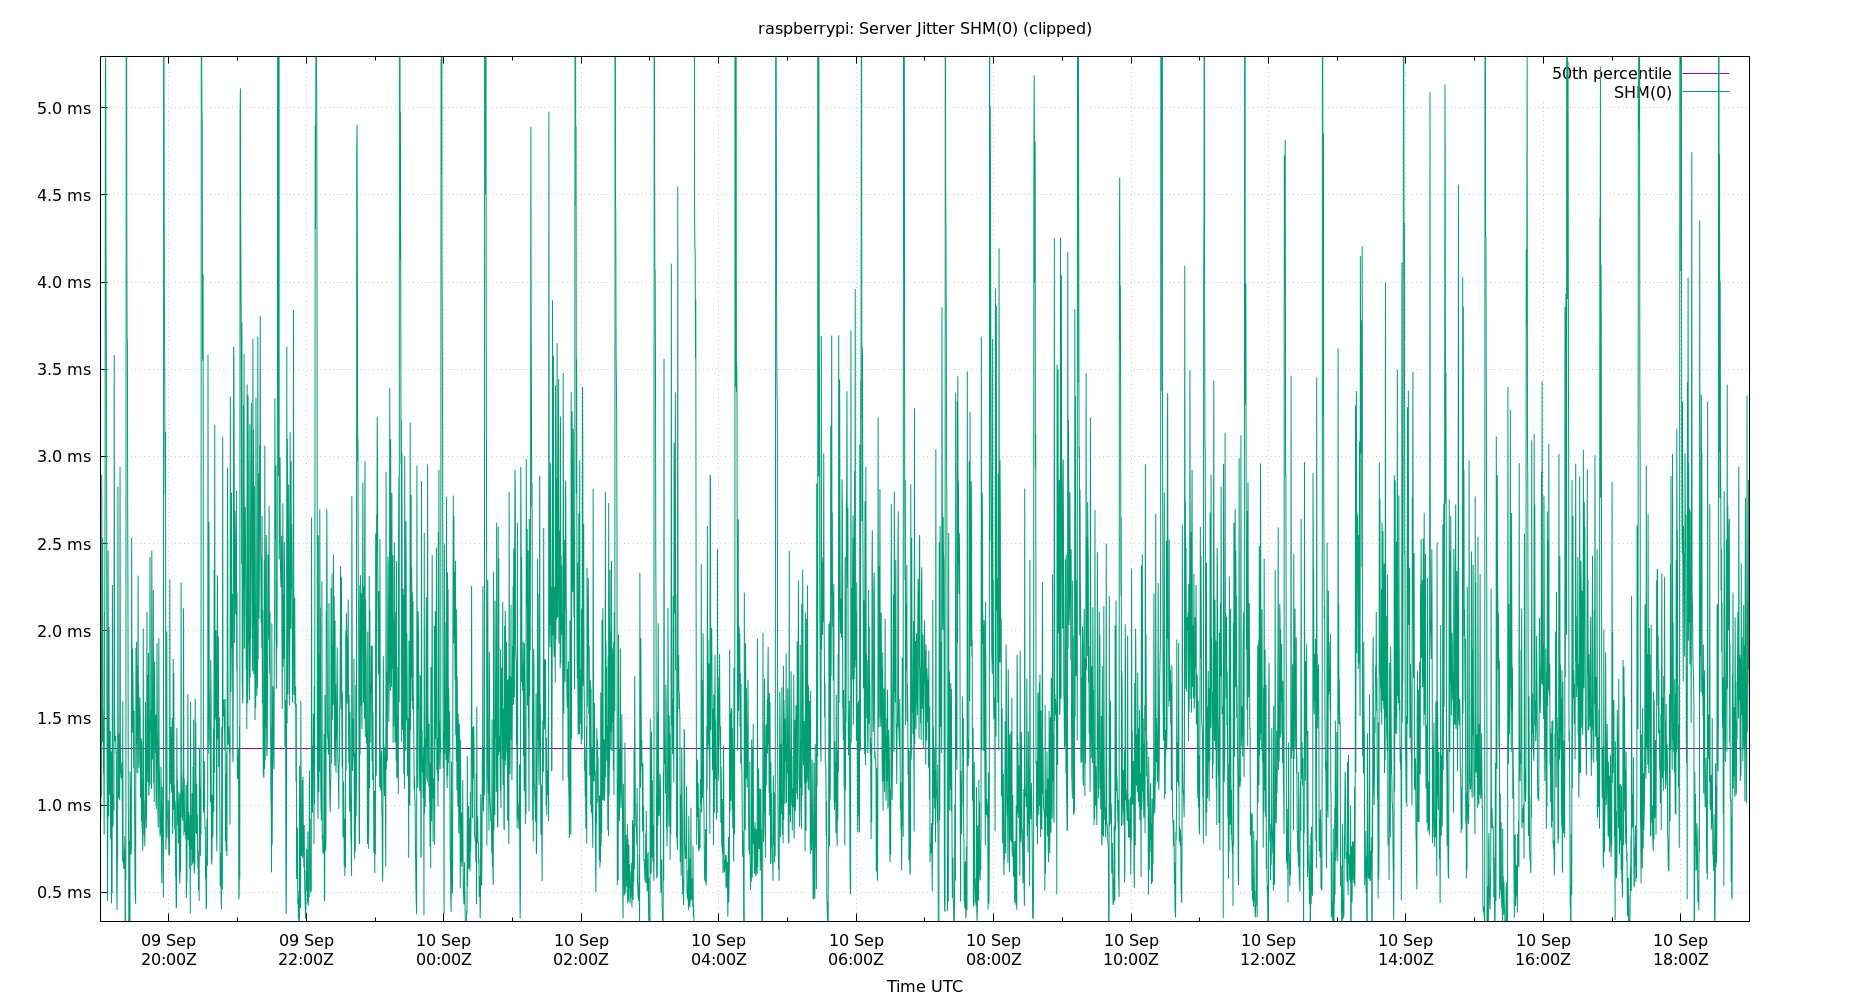 raspberrypi: Server Jitter SHM(0) (clipped)
50th percentile
SHM(0)
5.0 ms
4.5 ms
4.0 ms
3.5 ms
3.0 ms
2.5 ms
2.0 ms
1.5 ms
1.0 ms
0.5 ms
09 Sep 09 Sep 10 Sep 10 Sep 10 Sep 10 Sep 10 Sep 10 Sep 10 Sep 10 Sep 10 Sep 10 Sep
20:00Z 22:00Z 00:00Z 02:00Z 04:00Z 06:00Z 08:00Z 10:00Z 12:00Z 14:00Z 16:00Z 18:00Z
Time UTC